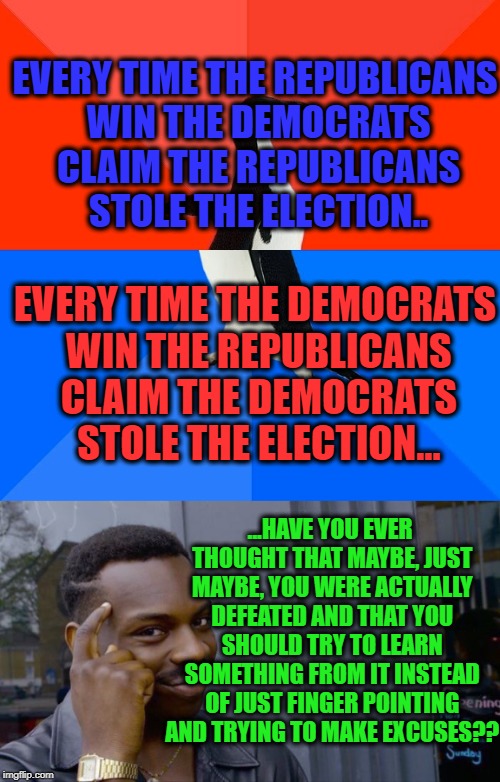 EVERY TIME THE REPUBLICANS
WIN THE DEMOCRATS
CLAIM THE REPUBLICANS
STOLE THE ELECTION..
EVERY TIME THE DEMOCRATS
WIN THE REPUBLICANS
CLAIM THE DEMOCRATS
STOLE THE ELECTION...
...HAVE YOU EVER
THOUGHT THAT MAYBE, JUST
MAYBE, YOU WERE ACTUALLY
DEFEATED AND THAT YOU
SHOULD TRY TO LEARN
SOMETHING FROM IT INSTEAD
OF JUST FINGER POINTING
AND TRYING TO MAKE EXCUSES??
Sunday
imgflip.com